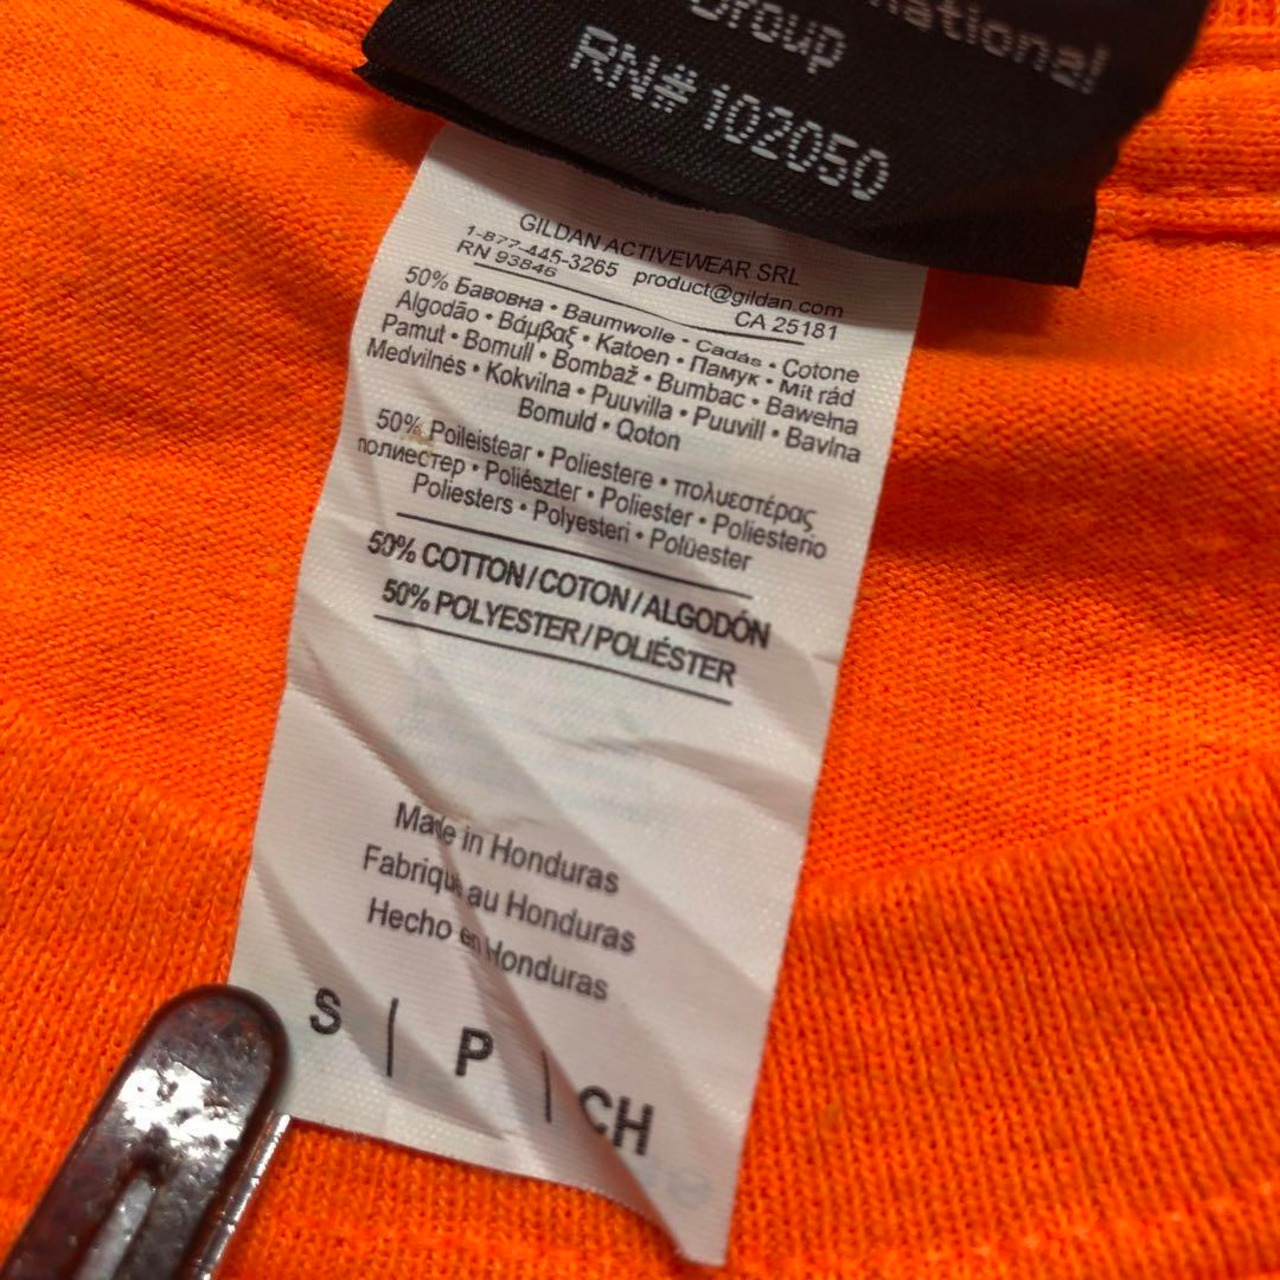 Group
RN# 102050
GILDAN ACTIVEWEAR SRL
1-877-445-3265 product@gildan.com
RN 93846 CA 25181
50% Бавовна • Baumwolle • Cadás • Cotone
Algodão • Βάμβαξ • Katoen • Памук • Mit rád
Pamut • Bomull • Bombaž • Bumbac • Bawełna
Medvilnės • Kokvilna • Puuvilla • Puuvill • Bavlna
Bomuld • Qoton
50% Poileistear • Poliestere • πολυεστέρας
полиестер • Poliészter • Poliester • Poliesterio
Poliesters • Polyesteri • Polüester
50% COTTON/COTON/ALGODÓN
50% POLYESTER/POLIÉSTER
Made in Honduras
Fabriqué au Honduras
Hecho en Honduras
S | P | CH